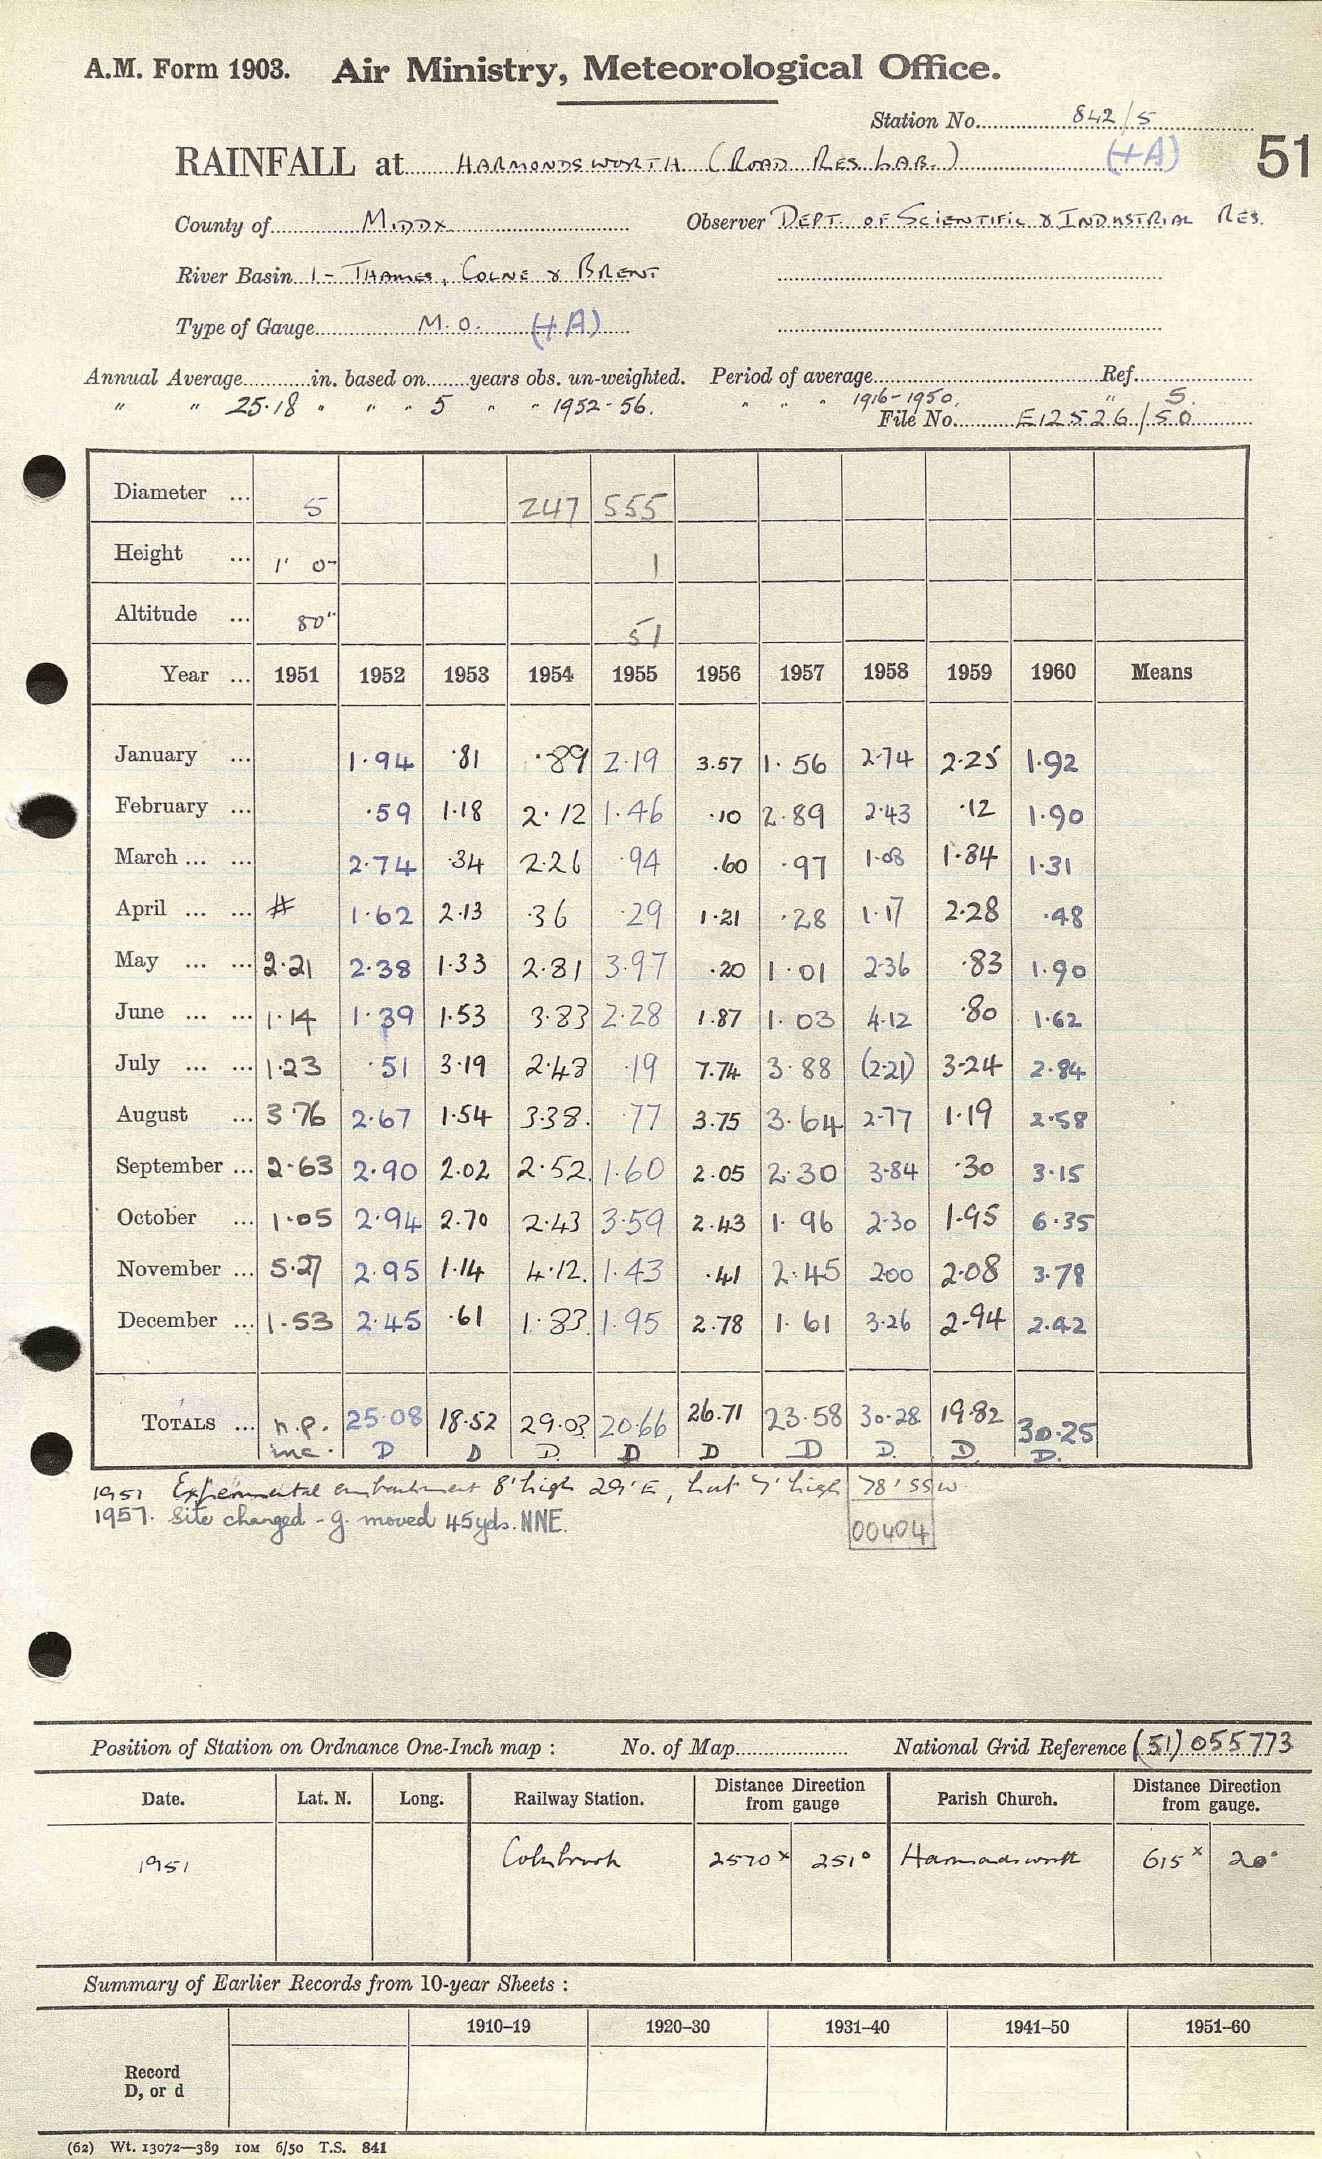 A.M. Form 1903. Air Ministry, Meteorological Office.
Station No. 842/5
RAINFALL at HARMONDSWORTH (ROAD RES LAB.) (+A) 51
County of MIDDX Observer DEPT. OF SCIENTIFIC & INDUSTRIAL RES.
River Basin 1 - THAMES, COLNE & BRENT
Type of Gauge M.O. (+A)
Annual Average in. based on years obs. un-weighted. Period of average Ref.
" " 25.18 " " " 5 " " 1952-56. " " " 1916-1950. " 5.
File No. E12526/50
Diameter ... 5 247 555
Height ... 1' 0" 1
Altitude ... 80" 51
Year ... 1951 1952 1953 1954 1955 1956 1957 1958 1959 1960 Means
January ... 1.94 .81 .89 2.19 3.57 1.56 2.74 2.25 1.92
February ... .59 1.18 2.12 1.46 .10 2.89 2.43 .12 1.90
March ... ... 2.74 .34 2.26 .94 .60 .97 1.08 1.84 1.31
April ... ... # 1.62 2.13 .36 .29 1.21 .28 1.17 2.28 .48
May ... ... 2.21 2.38 1.33 2.81 3.97 .20 1.01 2.36 .83 1.90
June ... ... 1.14 1.39 1.53 3.83 2.28 1.87 1.03 4.12 .80 1.62
July ... ... 1.23 .51 3.19 2.48 .19 7.74 3.88 (2.21) 3.24 2.84
August ... 3.76 2.67 1.54 3.38. .77 3.75 3.64 2.77 1.19 2.58
September ... 2.63 2.90 2.02 2.52. 1.60 2.05 2.30 3.84 .30 3.15
October ... 1.05 2.94 2.70 2.43 3.59 2.43 1.96 2.30 1.95 6.35
November ... 5.27 2.95 1.14 4.12. 1.43 .41 2.45 2.00 2.08 3.78
December ... 1.53 2.45 .61 1.83. 1.95 2.78 1.61 3.26 2.94 2.42
TOTALS ... n.p. 25.08 18.52 29.03 20.66 26.71 23.58 30.28 19.82 30.25
inc. D D D. D D D D. D. D.
1951 Experimental embankment 8' high 29' E, hut 7' high 78' SSW
1957. Site changed - g. moved 45yds. NNE.
00404
Position of Station on Ordnance One-Inch map : No. of Map National Grid Reference (51) 055773
Date. Lat. N. Long. Railway Station. Distance Direction from gauge Parish Church. Distance Direction from gauge.
1951 Colnbrook 2570x 251° Harmondsworth 615x 20°
Summary of Earlier Records from 10-year Sheets :
1910-19 1920-30 1931-40 1941-50 1951-60
Record
D, or d
(62) Wt. 13072—389 10M 6/50 T.S. 841